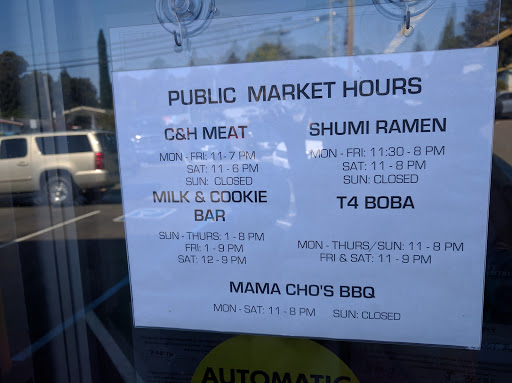 PUBLIC MARKET HOURS
C&H MEAT
MON - FRI: 11-7 PM
SAT: 11 - 6 PM
SUN: CLOSED
SHUMI RAMEN
MON - FRI: 11:30 - 8 PM
SAT: 11 - 8 PM
SUN: CLOSED
MILK & COOKIE
BAR
SUN - THURS: 1 - 8 PM
FRI: 1 - 9 PM
SAT: 12 - 9 PM
T4 BOBA
MON - THURS/SUN: 11 - 8 PM
FRI & SAT: 11 - 9 PM
MAMA CHO'S BBQ
MON - SAT: 11 - 8 PM SUN: CLOSED
AUTOMATIC